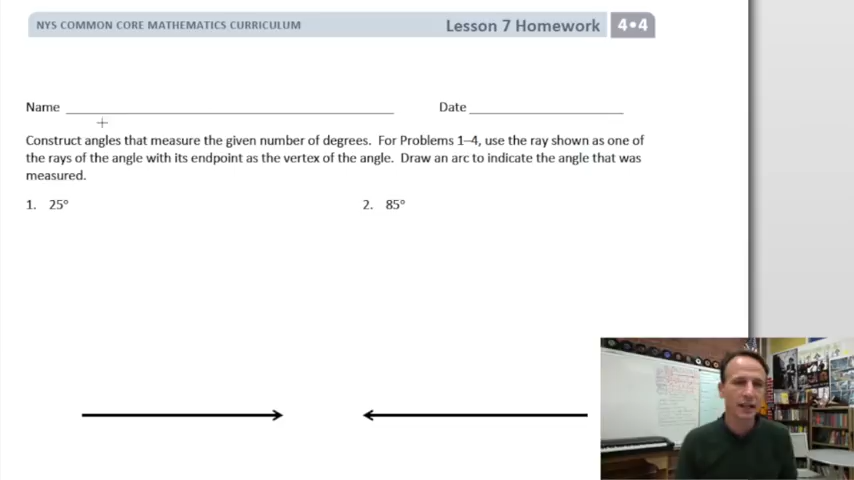 NYS COMMON CORE MATHEMATICS CURRICULUM Lesson 7 Homework 4•4
Name Date
Construct angles that measure the given number of degrees. For Problems 1–4, use the ray shown as one of
the rays of the angle with its endpoint as the vertex of the angle. Draw an arc to indicate the angle that was
measured.
1. 25° 2. 85°